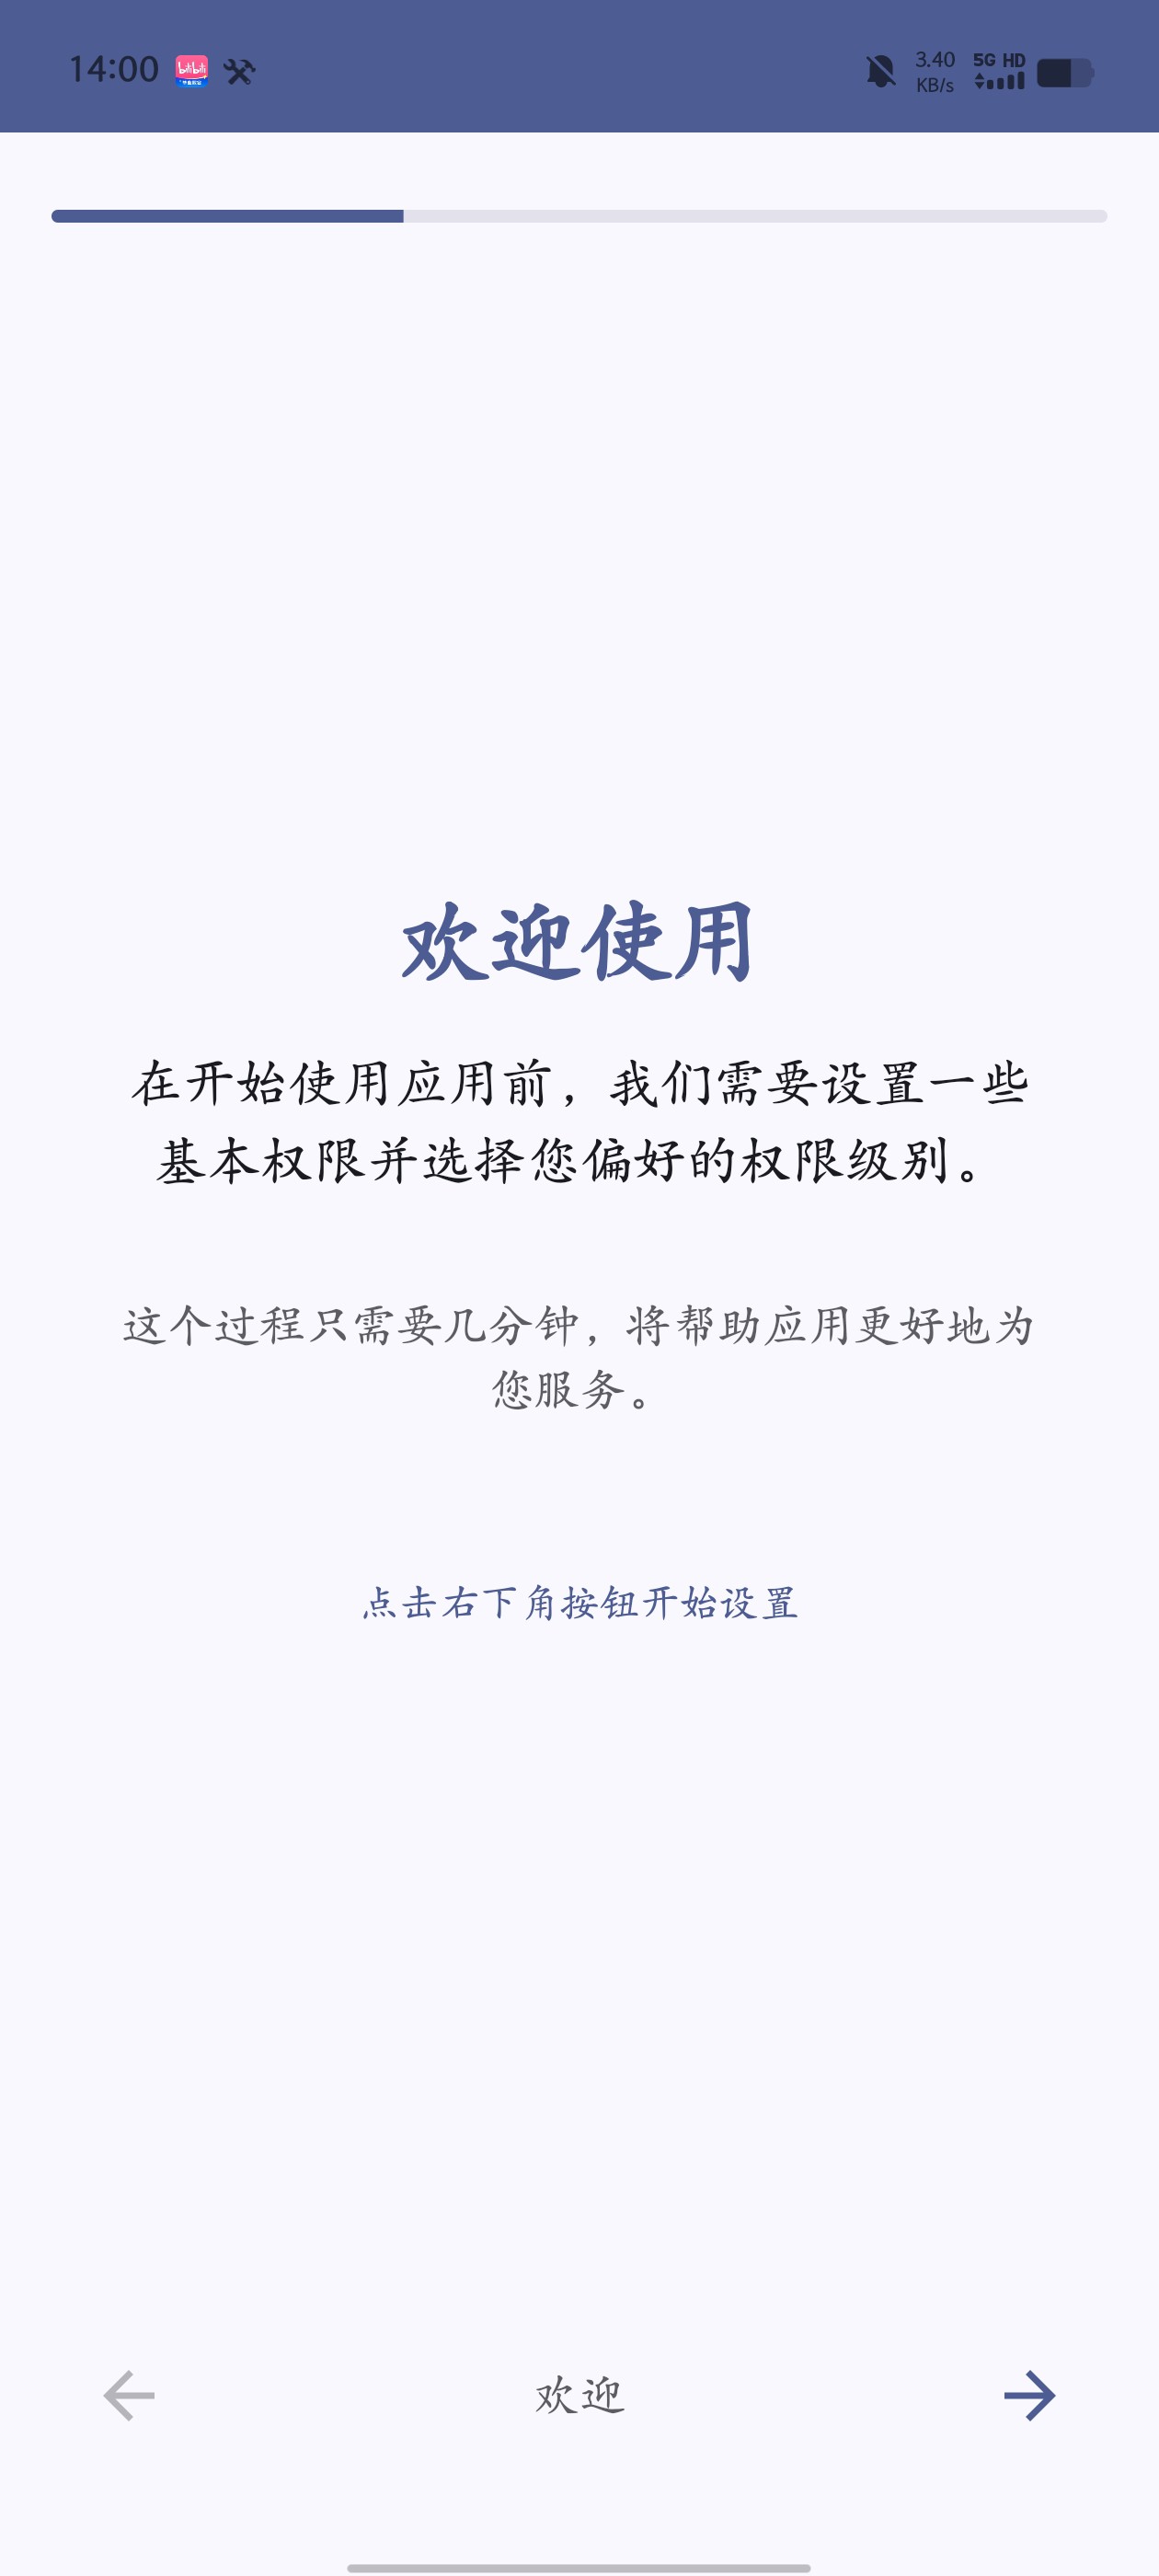 14:00
3.40
KB/s
5G HD
欢迎使用
在开始使用应用前，我们需要设置一些
基本权限并选择您偏好的权限级别。
这个过程只需要几分钟，将帮助应用更好地为
您服务。
点击右下角按钮开始设置
欢迎